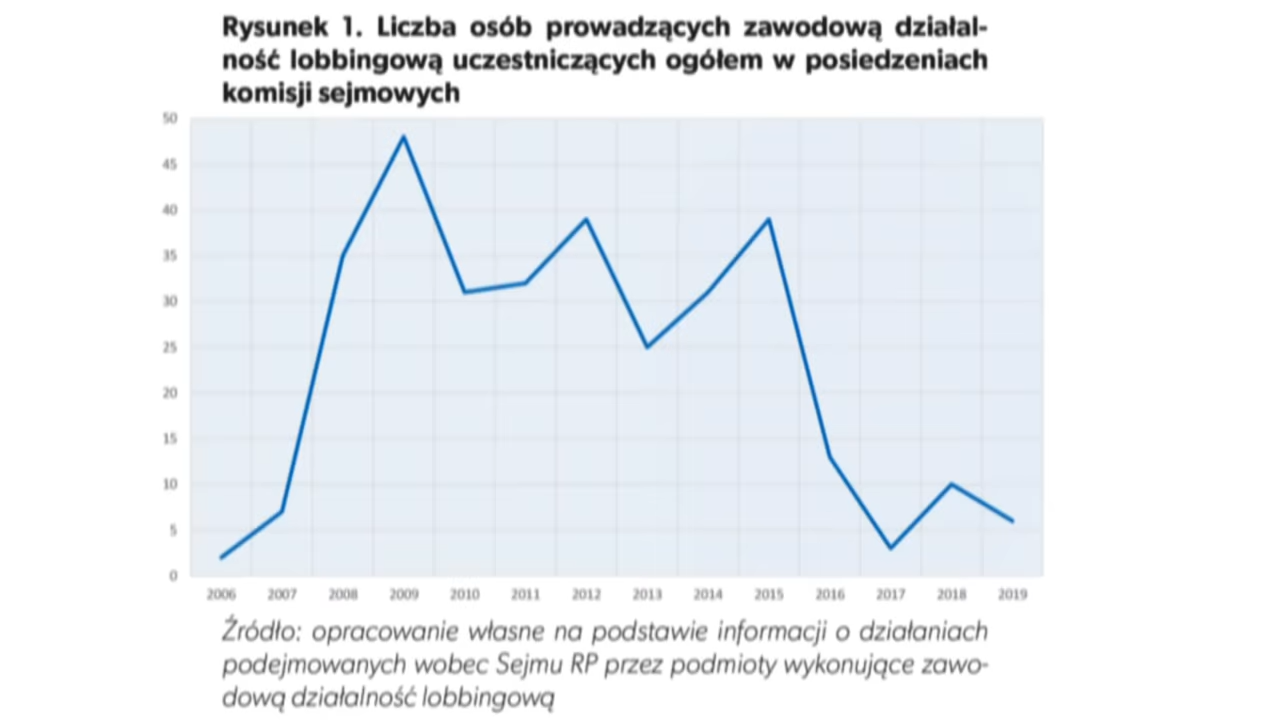 Rysunek 1. Liczba osób prowadzących zawodową działal-
ność lobbingową uczestniczących ogółem w posiedzeniach
komisji sejmowych
50
45
40
35
30
25
20
15
10
5
0
2006 2007 2008 2009 2010 2011 2012 2013 2014 2015 2016 2017 2018 2019
Źródło: opracowanie własne na podstawie informacji o działaniach
podejmowanych wobec Sejmu RP przez podmioty wykonujące zawo-
dową działalność lobbingową